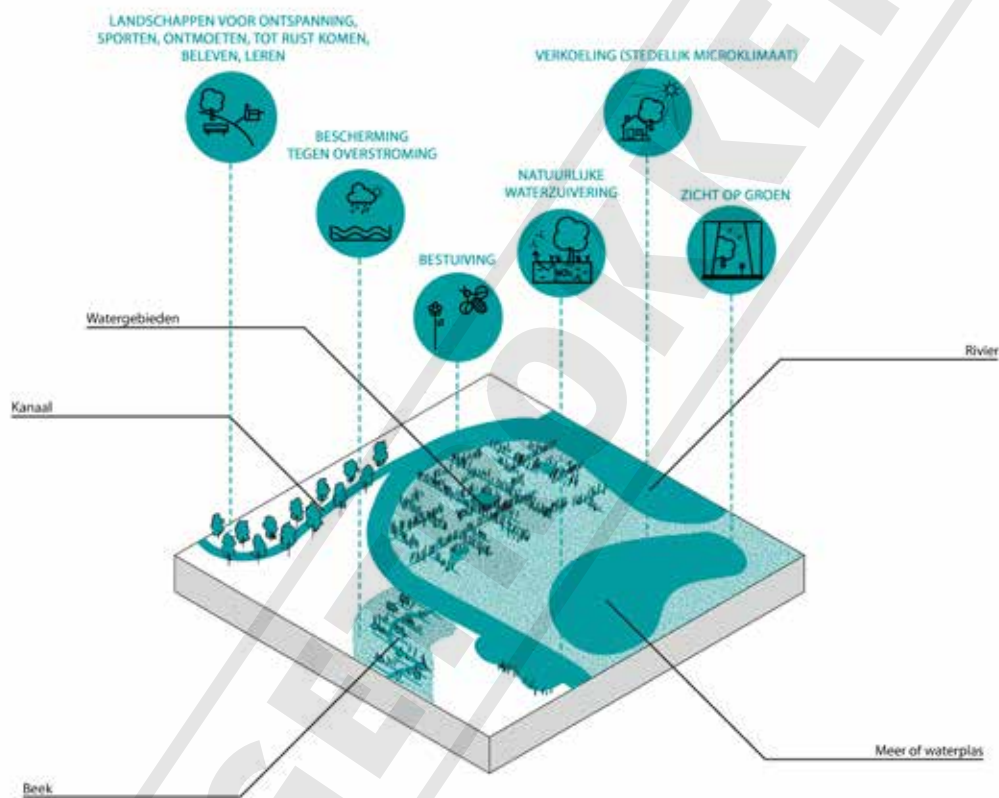 LANDSCHAPPEN VOOR ONTSPANNING,
SPORTEN, ONTMOETEN, TOT RUST KOMEN,
BELEVEN, LEREN
VERKOELING (STEDELIJK MICROKLIMAAT)
BESCHERMING
TEGEN OVERSTROMING
NATUURLIJKE
WATERZUIVERING
ZICHT OP GROEN
BESTUIVING
Watergebieden
Rivier
Kanaal
Meer of waterplas
Beek